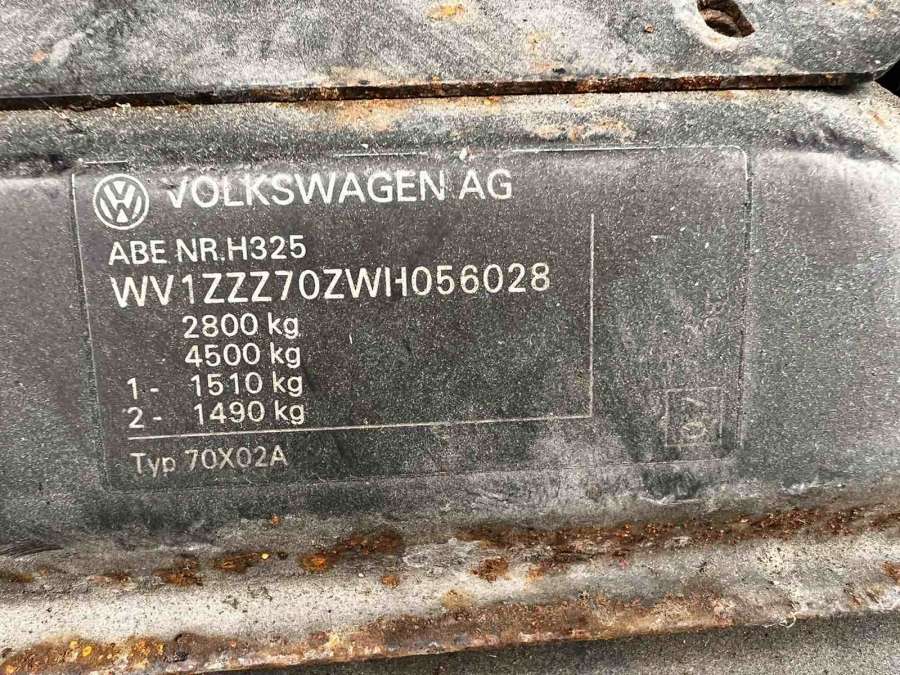 VOLKSWAGEN AG
ABE NR.H325
WV1ZZZ70ZWH056028
2800 kg
4500 kg
1- 1510 kg
2- 1490 kg
Typ 70X02A